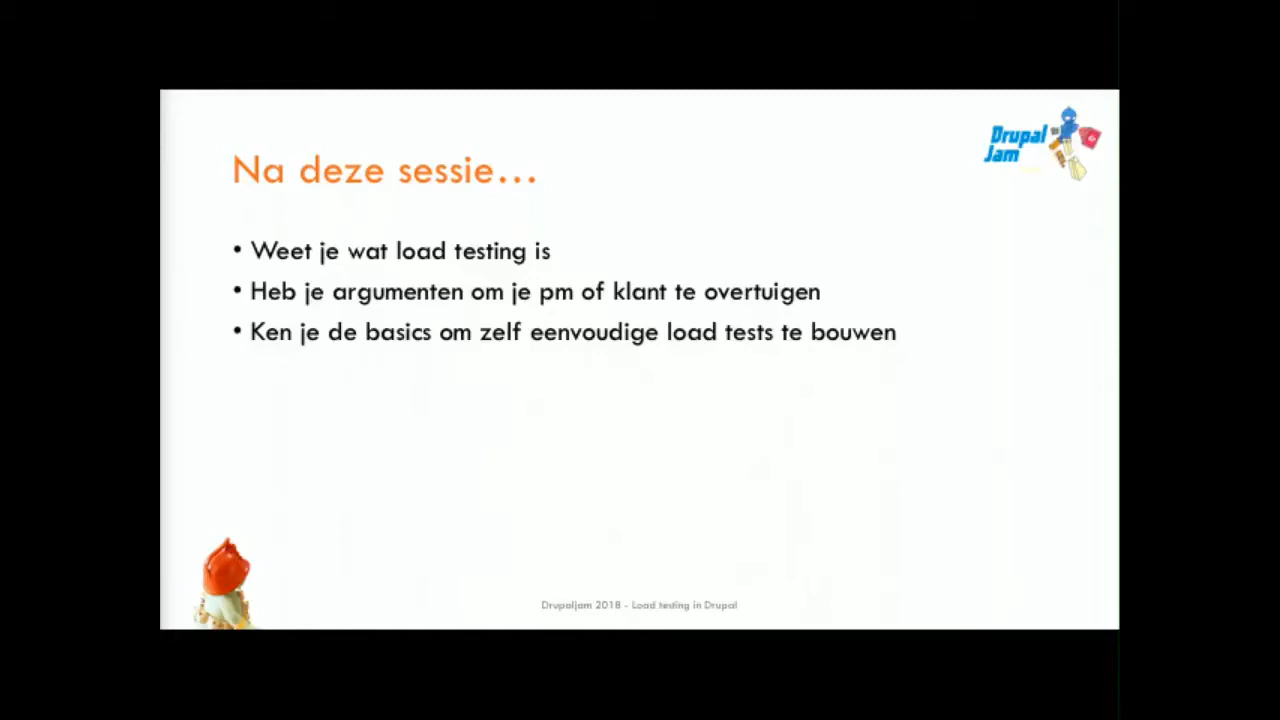 Drupal
Jam
Na deze sessie...
• Weet je wat load testing is
• Heb je argumenten om je pm of klant te overtuigen
• Ken je de basics om zelf eenvoudige load tests te bouwen
Drupaljam 2018 - Load testing in Drupal